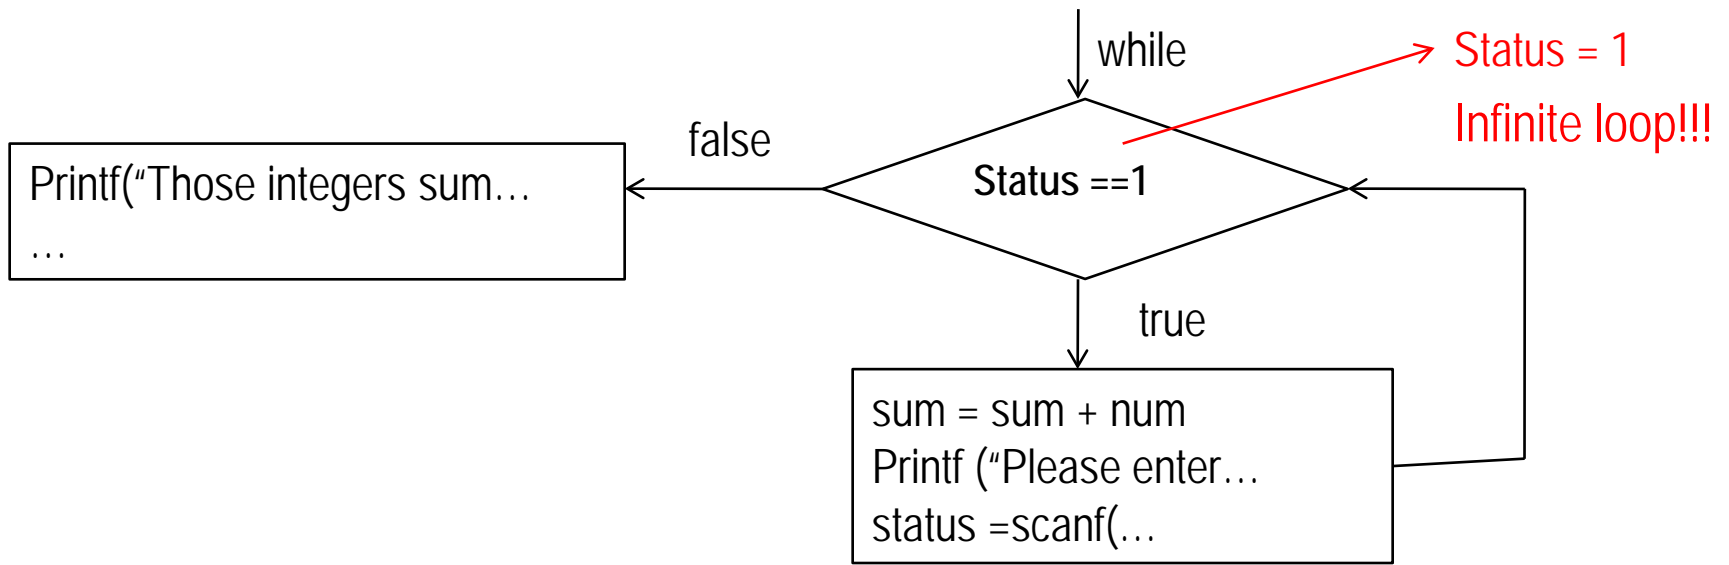 while
Status = 1
Infinite loop!!!
false
Printf("Those integers sum…
…
Status ==1
true
sum = sum + num
Printf ("Please enter…
status =scanf(…